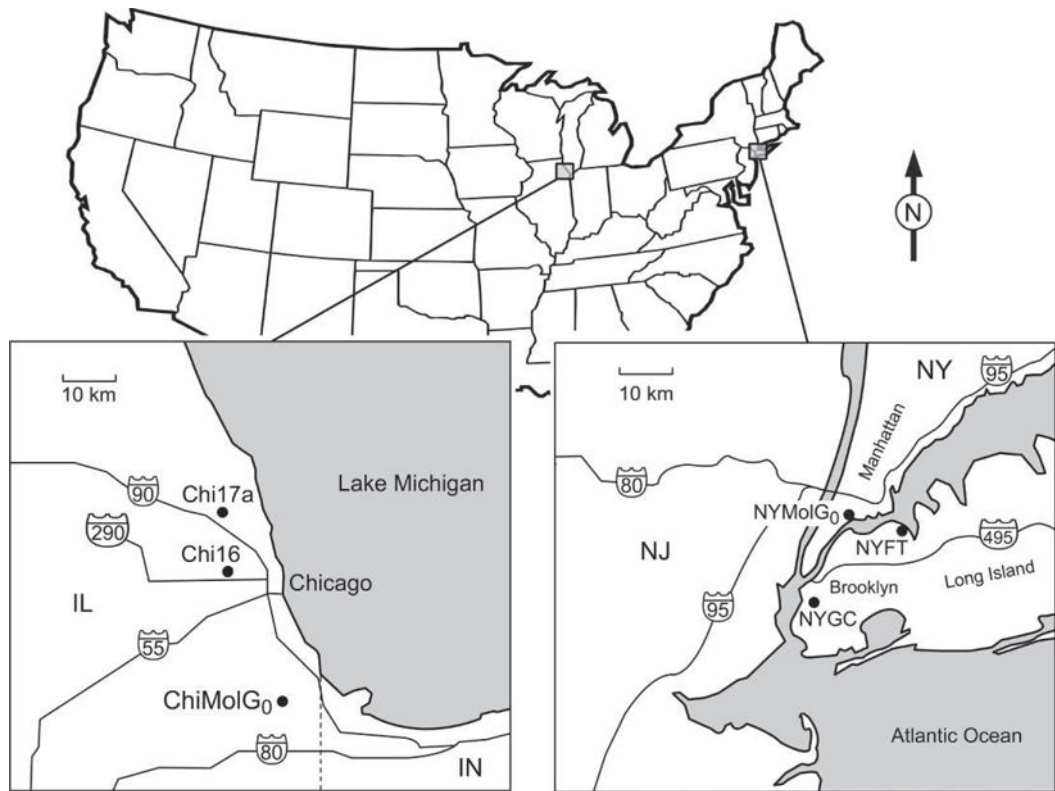 N
10 km
90
Chi17a
290
Chi16
Lake Michigan
Chicago
IL
55
ChiMolG₀
80
IN
10 km
NY
95
Manhattan
80
NYMolG₀
NJ
NYFT
495
Long Island
Brooklyn
95
NYGC
Atlantic Ocean